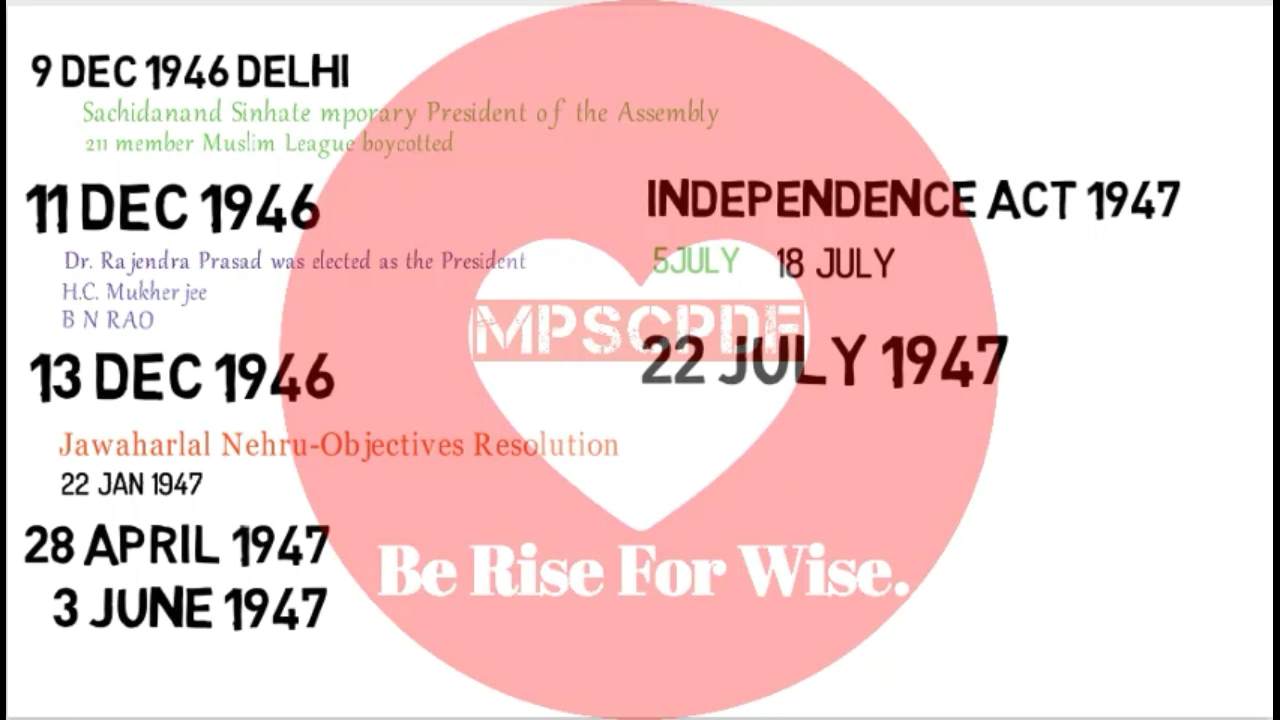 9 DEC 1946 DELHI
Sachidanand Sinhate mporary President of the Assembly
211 member Muslim League boycotted
11 DEC 1946
Dr. Rajendra Prasad was elected as the President
H.C. Mukherjee
B N RAO
13 DEC 1946
Jawaharlal Nehru-Objectives Resolution
22 JAN 1947
28 APRIL 1947
3 JUNE 1947
INDEPENDENCE ACT 1947
5JULY 18 JULY
22 JULY 1947
MPSCPDF
Be Rise For Wise.